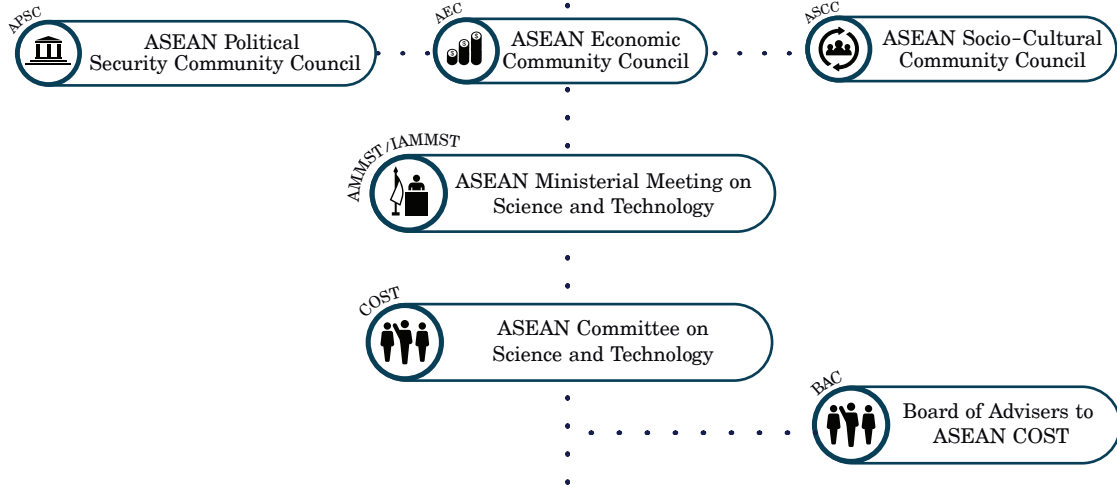 APSC
ASEAN Political
Security Community Council
AEC
ASEAN Economic
Community Council
ASCC
ASEAN Socio-Cultural
Community Council
AMMST/IAMMST
ASEAN Ministerial Meeting on
Science and Technology
COST
ASEAN Committee on
Science and Technology
BAC
Board of Advisers to
ASEAN COST